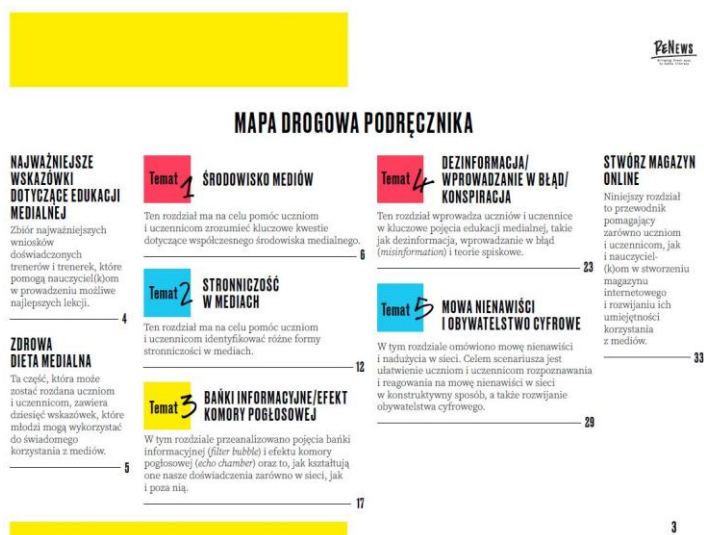 ReNews
MAPA DROGOWA PODRĘCZNIKA
NAJWAŻNIEJSZE
WSKAZÓWKI
DOTYCZĄCE EDUKACJI
MEDIALNEJ
Zbiór najważniejszych
wniosków
doświadczonych
trenerów i trenerek, które
pomogą nauczyciel(k)om
w prowadzeniu możliwe
najlepszych lekcji.
4
ZDROWA
DIETA MEDIALNA
Ta część, która może
zostać rozdana uczniom
i uczennicom, zawiera
dziesięć wskazówek, które
młodzi mogą wykorzystać
do świadomego
korzystania z mediów.
5
Temat 1 ŚRODOWISKO MEDIÓW
Ten rozdział ma na celu pomóc uczniom
i uczennicom zrozumieć kluczowe kwestie
dotyczące współczesnego środowiska medialnego.
6
Temat 2 STRONNICZOŚĆ
W MEDIACH
Ten rozdział ma na celu pomóc uczniom
i uczennicom identyfikować różne formy
stronniczości w mediach.
12
Temat 3 BAŃKI INFORMACYJNE/EFEKT
KOMORY POGŁOSOWEJ
W tym rozdziale przeanalizowano pojęcia bańki
informacyjnej (filter bubble) i efektu komory
pogłosowej (echo chamber) oraz to, jak kształtują
one nasze doświadczenia zarówno w sieci, jak
i poza nią.
17
Temat 4 DEZINFORMACJA/
WPROWADZANIE W BŁĄD/
KONSPIRACJA
Ten rozdział wprowadza uczniów i uczennice
w kluczowe pojęcia edukacji medialnej, takie
jak dezinformacja, wprowadzanie w błąd
(misinformation) i teorie spiskowe.
23
Temat 5 MOWA NIENAWIŚCI
I OBYWATELSTWO CYFROWE
W tym rozdziale omówiono mowę nienawiści
i nadużycia w sieci. Celem scenariusza jest
ułatwienie uczniom i uczennicom rozpoznawania
i reagowania na mowę nienawiści w sieci
w konstruktywny sposób, a także rozwijanie
obywatelstwa cyfrowego.
29
STWÓRZ MAGAZYN
ONLINE
Niniejszy rozdział
to przewodnik
pomagający
zarówno uczniom
i uczennicom, jak
i nauczyciel-
(k)om w stworzeniu
magazynu
internetowego
i rozwijaniu ich
umiejętności
korzystania
z mediów.
33
3